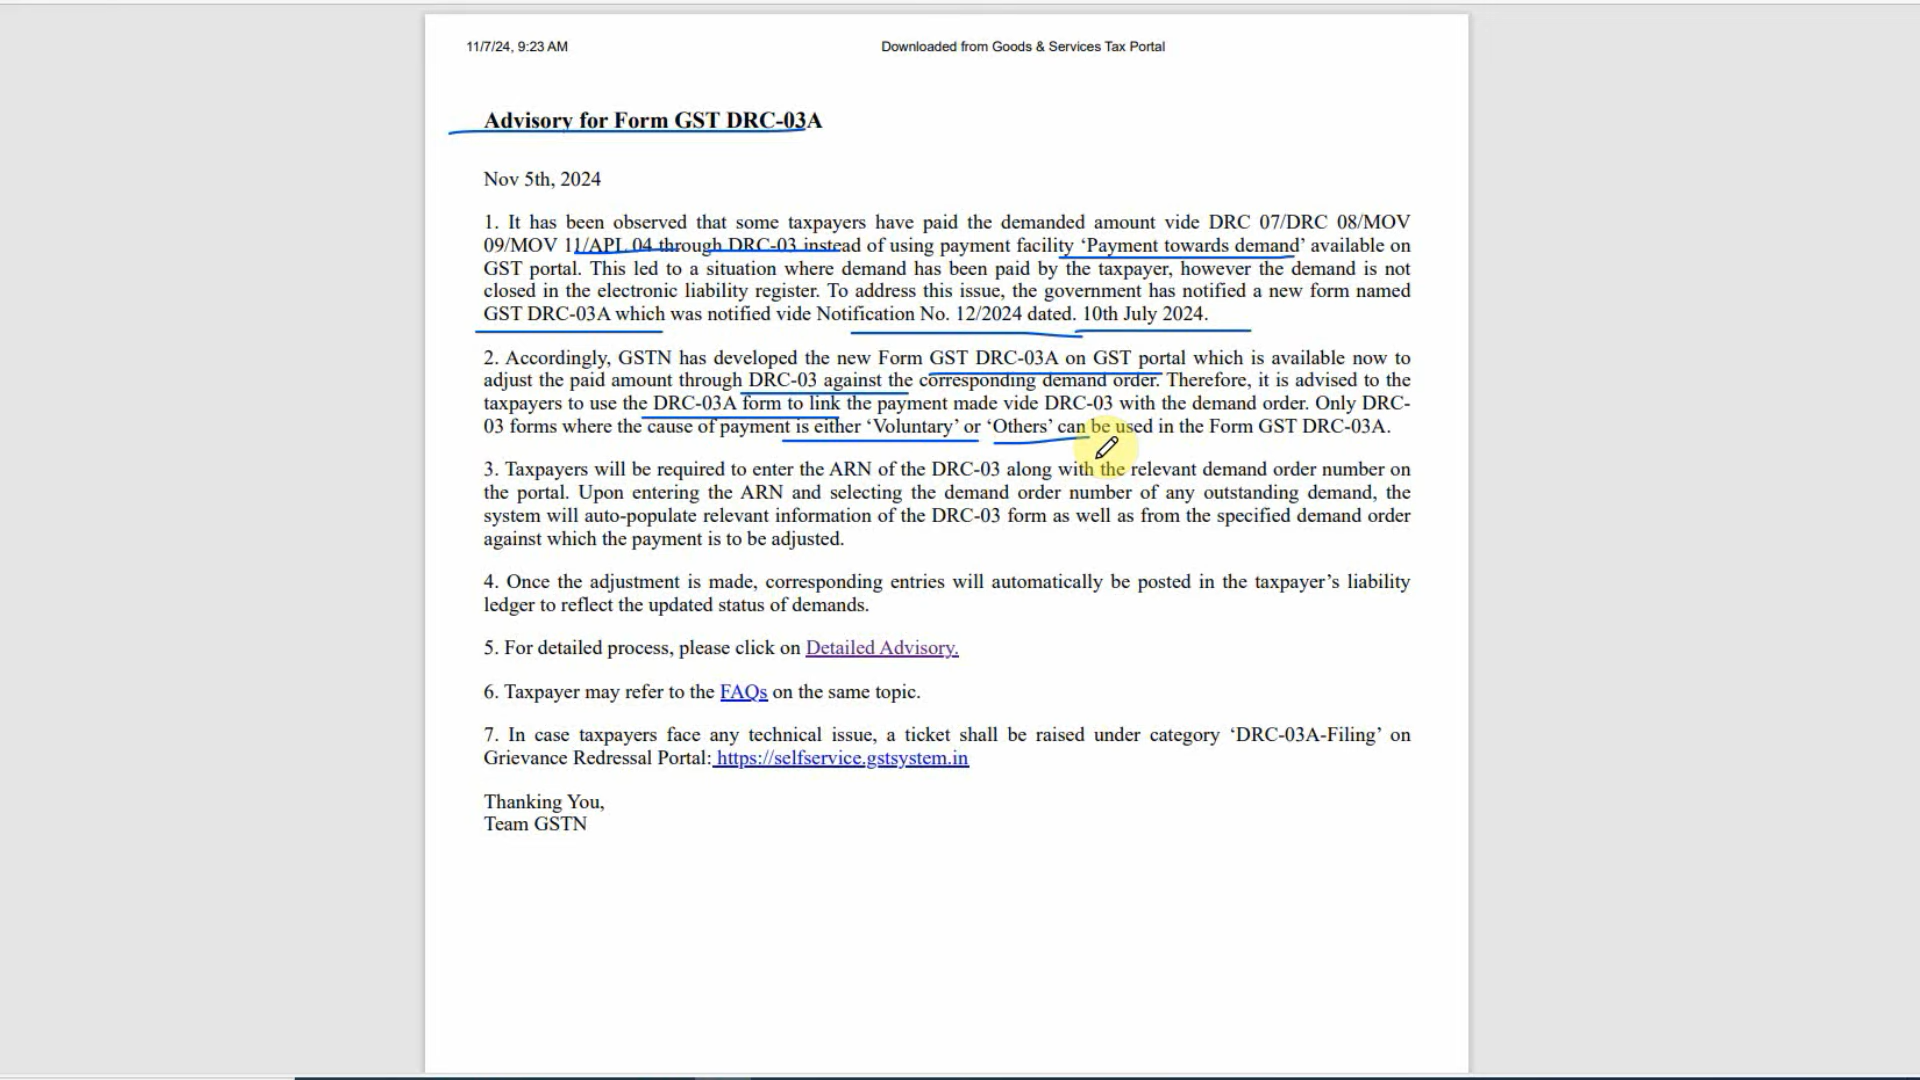 11/7/24, 9:23 AM Downloaded from Goods & Services Tax Portal
Advisory for Form GST DRC-03A
Nov 5th, 2024
1. It has been observed that some taxpayers have paid the demanded amount vide DRC 07/DRC 08/MOV
09/MOV 11/APL 04 through DRC-03 instead of using payment facility ‘Payment towards demand’ available on
GST portal. This led to a situation where demand has been paid by the taxpayer, however the demand is not
closed in the electronic liability register. To address this issue, the government has notified a new form named
GST DRC-03A which was notified vide Notification No. 12/2024 dated. 10th July 2024.
2. Accordingly, GSTN has developed the new Form GST DRC-03A on GST portal which is available now to
adjust the paid amount through DRC-03 against the corresponding demand order. Therefore, it is advised to the
taxpayers to use the DRC-03A form to link the payment made vide DRC-03 with the demand order. Only DRC-
03 forms where the cause of payment is either ‘Voluntary’ or ‘Others’ can be used in the Form GST DRC-03A.
3. Taxpayers will be required to enter the ARN of the DRC-03 along with the relevant demand order number on
the portal. Upon entering the ARN and selecting the demand order number of any outstanding demand, the
system will auto-populate relevant information of the DRC-03 form as well as from the specified demand order
against which the payment is to be adjusted.
4. Once the adjustment is made, corresponding entries will automatically be posted in the taxpayer’s liability
ledger to reflect the updated status of demands.
5. For detailed process, please click on Detailed Advisory.
6. Taxpayer may refer to the FAQs on the same topic.
7. In case taxpayers face any technical issue, a ticket shall be raised under category ‘DRC-03A-Filing’ on
Grievance Redressal Portal: https://selfservice.gstsystem.in
Thanking You,
Team GSTN